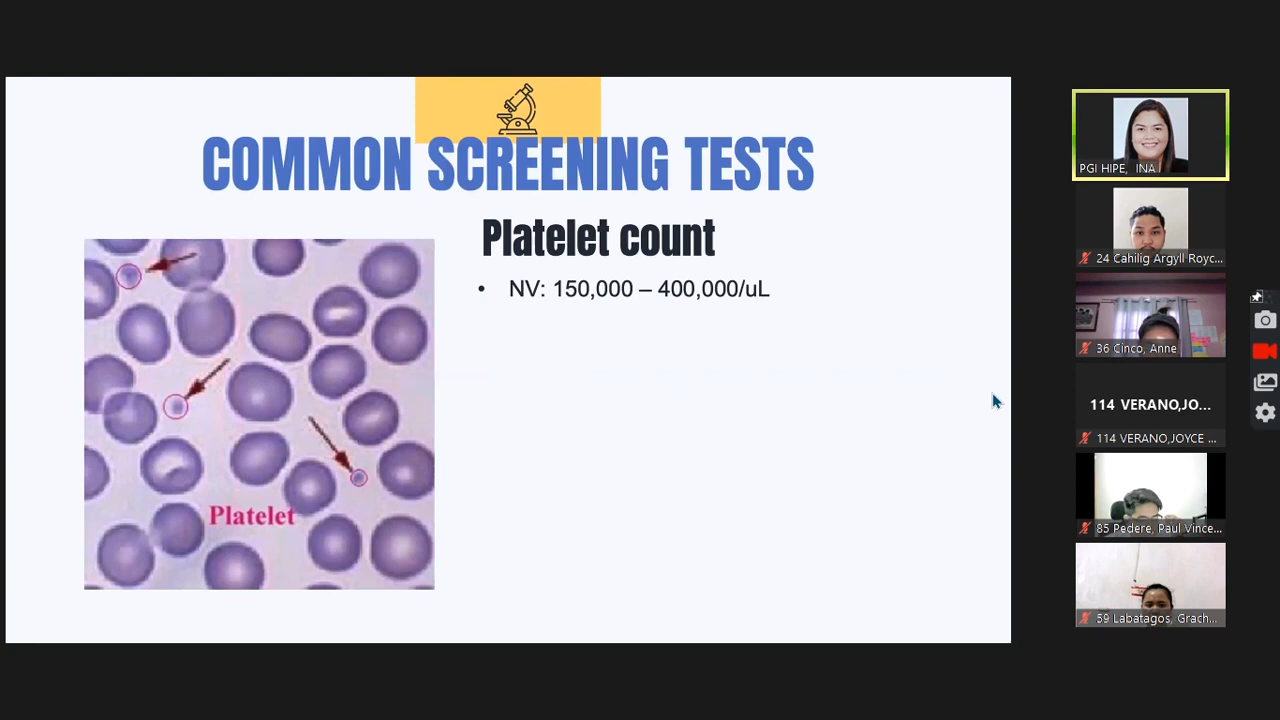 COMMON SCREENING TESTS
Platelet count
• NV: 150,000 – 400,000/uL
Platelet
PGI HIPE, INA
24 Cahilig Argyll Royc...
36 Cinco, Anne
114 VERANO,JO...
114 VERANO,JOYCE ...
85 Pedere, Paul Vince...
59 Labatagos, Grach...